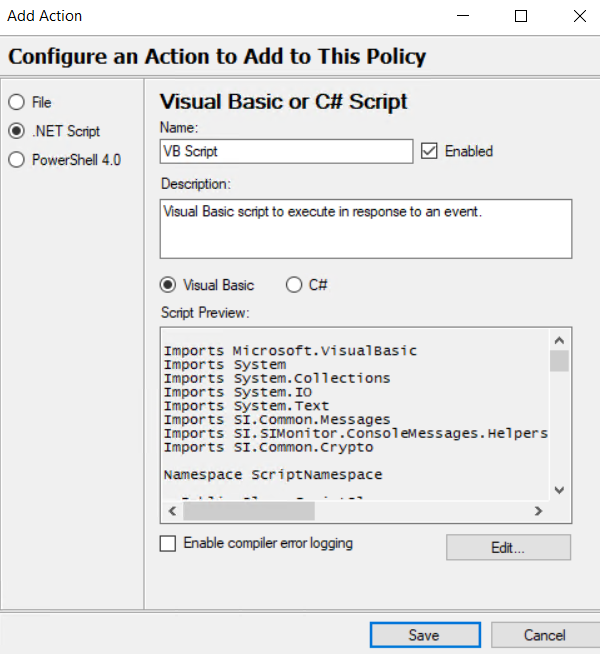 Add Action
Configure an Action to Add to This Policy
File
.NET Script
PowerShell 4.0
Visual Basic or C# Script
Name:
VB Script
Enabled
Description:
Visual Basic script to execute in response to an event.
Visual Basic
C#
Script Preview:
Imports Microsoft.VisualBasic
Imports System
Imports System.Collections
Imports System.IO
Imports System.Text
Imports SI.Common.Messages
Imports SI.SIMonitor.ConsoleMessages.Helpers
Imports SI.Common.Crypto
Namespace ScriptNamespace
Enable compiler error logging
Edit...
Save
Cancel